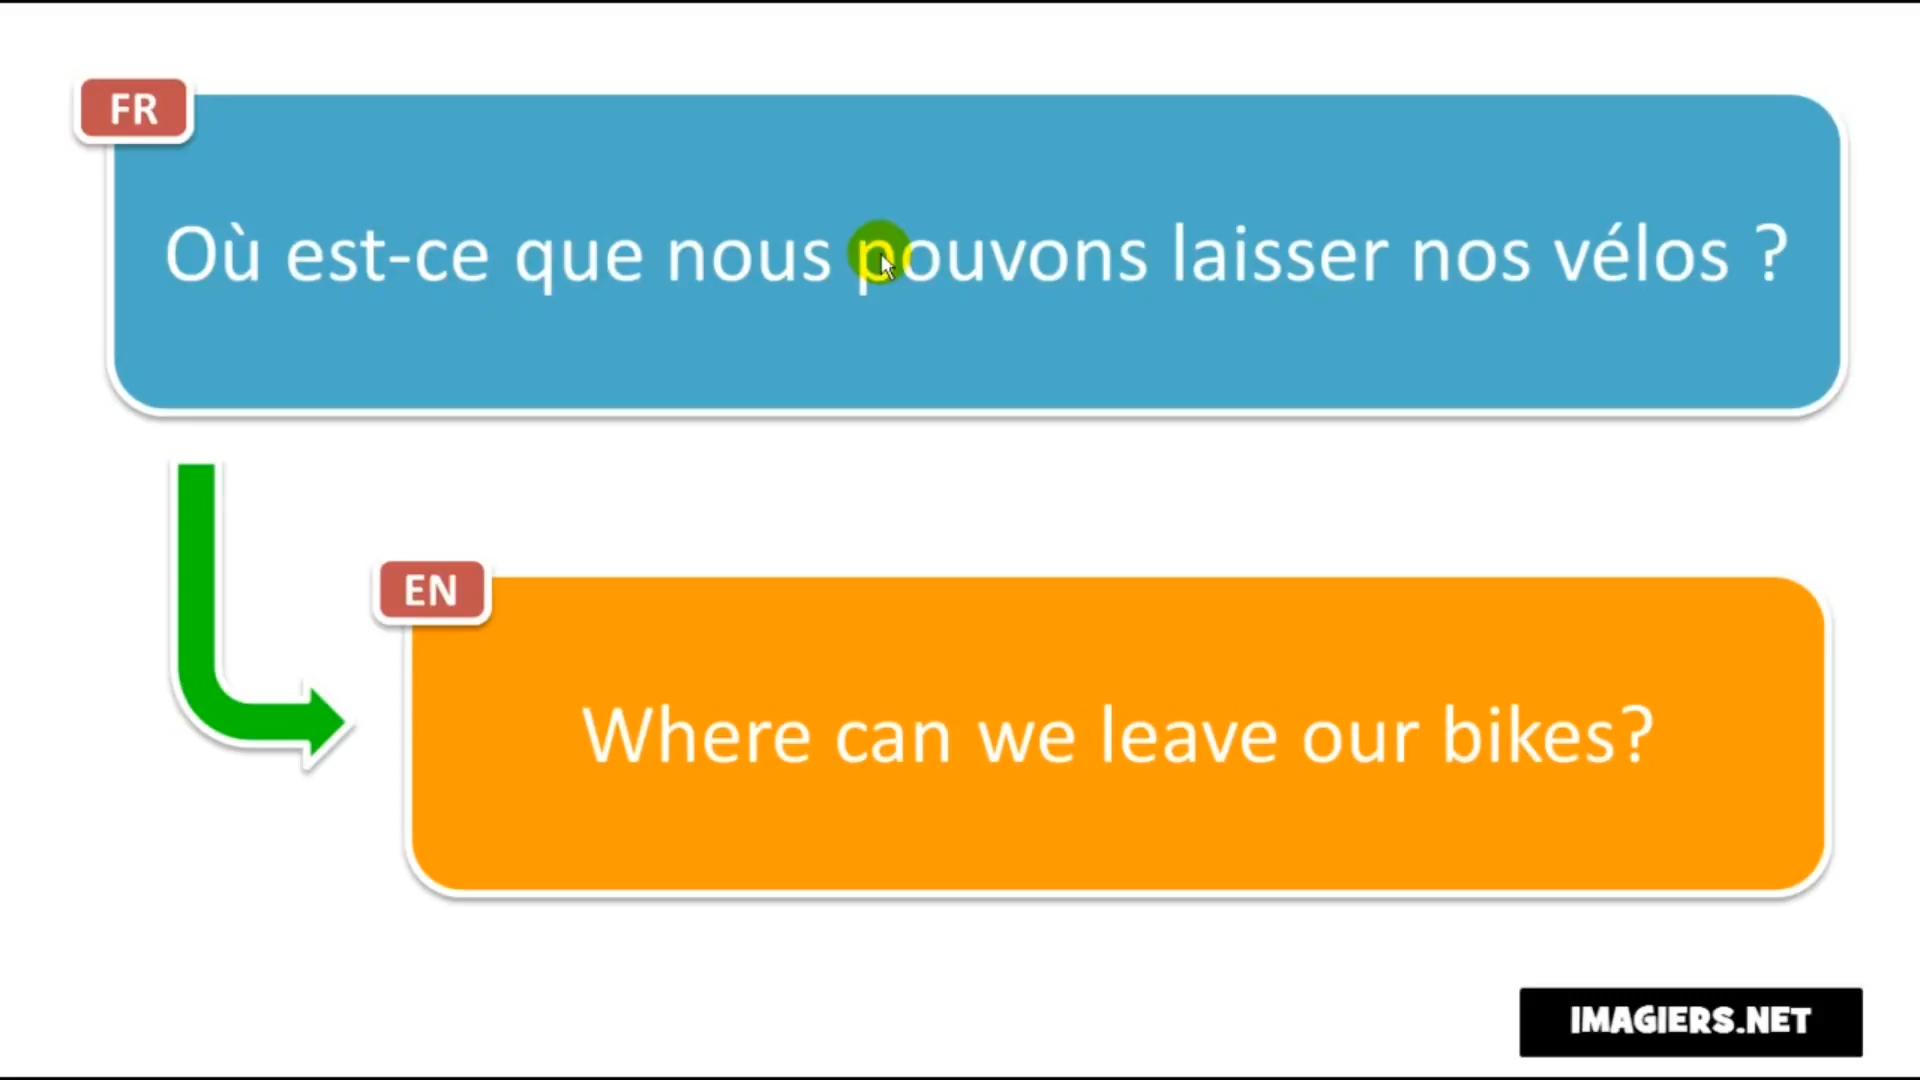 FR
Où est-ce que nous pouvons laisser nos vélos ?
EN
Where can we leave our bikes?
IMAGIERS.NET